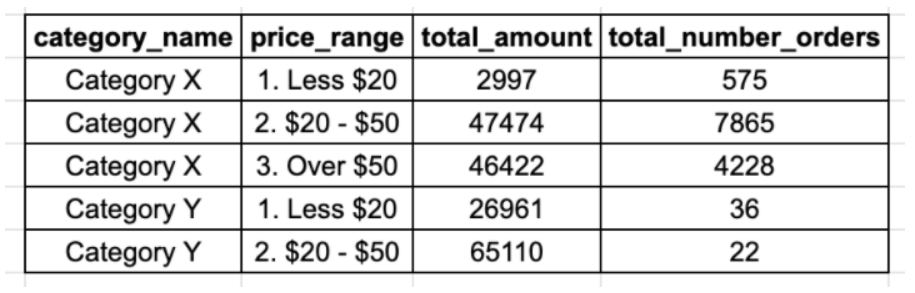 category_name price_range total_amount total_number_orders
Category X 1. Less $20 2997 575
Category X 2. $20 - $50 47474 7865
Category X 3. Over $50 46422 4228
Category Y 1. Less $20 26961 36
Category Y 2. $20 - $50 65110 22